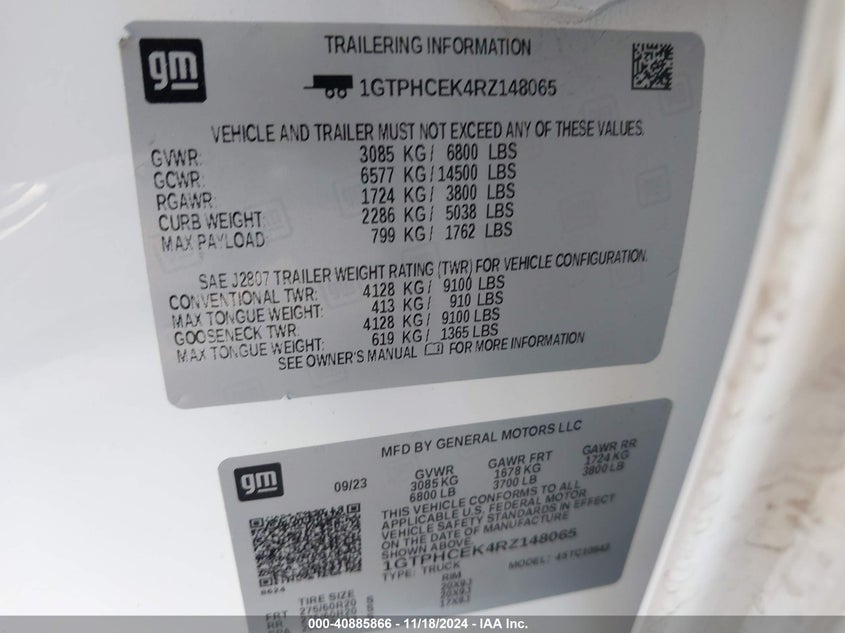 gm
TRAILERING INFORMATION
1GTPHCEK4RZ148065
VEHICLE AND TRAILER MUST NOT EXCEED ANY OF THESE VALUES.
GVWR: 3085 KG/ 6800 LBS
GCWR: 6577 KG/14500 LBS
RGAWR: 1724 KG/ 3800 LBS
CURB WEIGHT: 2286 KG/ 5038 LBS
MAX PAYLOAD: 799 KG/ 1762 LBS
SAE J2807 TRAILER WEIGHT RATING (TWR) FOR VEHICLE CONFIGURATION.
CONVENTIONAL TWR: 4128 KG/ 9100 LBS
MAX TONGUE WEIGHT: 413 KG/ 910 LBS
GOOSENECK TWR: 4128 KG/ 9100 LBS
MAX TONGUE WEIGHT: 619 KG/ 1365 LBS
SEE OWNER'S MANUAL FOR MORE INFORMATION
gm
MFD BY GENERAL MOTORS LLC
09/23
GVWR GAWR FRT GAWR RR
3085 KG 1678 KG 1724 KG
6800 LB 3700 LB 3800 LB
THIS VEHICLE CONFORMS TO ALL
APPLICABLE U.S. FEDERAL MOTOR
VEHICLE SAFETY STANDARDS IN EFFECT
ON THE DATE OF MANUFACTURE
SHOWN ABOVE.
1GTPHCEK4RZ148065
TYPE: TRUCK MODEL:
8624
TIRE SIZE RIM
FRT 275/60R20 S 20X9J
RR 20X9J
17X8J
000-40885866 - 11/18/2024 - IAA Inc.